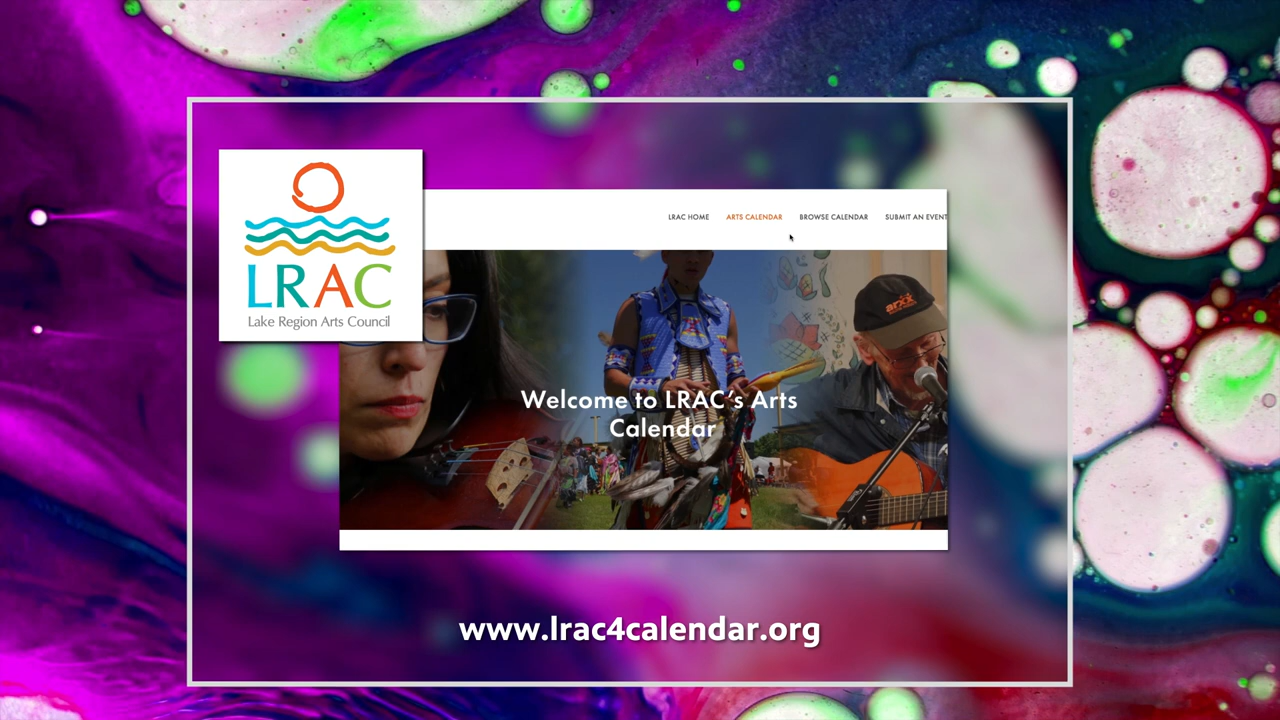 LRAC
Lake Region Arts Council
LRAC HOME ARTS CALENDAR BROWSE CALENDAR SUBMIT AN EVENT
arxx
Welcome to LRAC's Arts
Calendar
www.lrac4calendar.org